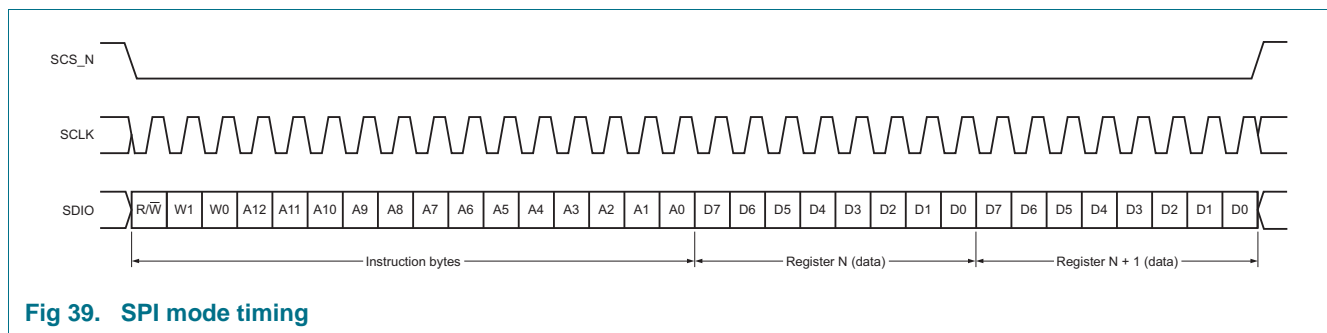 SCS_N
SCLK
SDIO R/W̅ W1 W0 A12 A11 A10 A9 A8 A7 A6 A5 A4 A3 A2 A1 A0 D7 D6 D5 D4 D3 D2 D1 D0 D7 D6 D5 D4 D3 D2 D1 D0
Instruction bytes Register N (data) Register N + 1 (data)
Fig 39. SPI mode timing